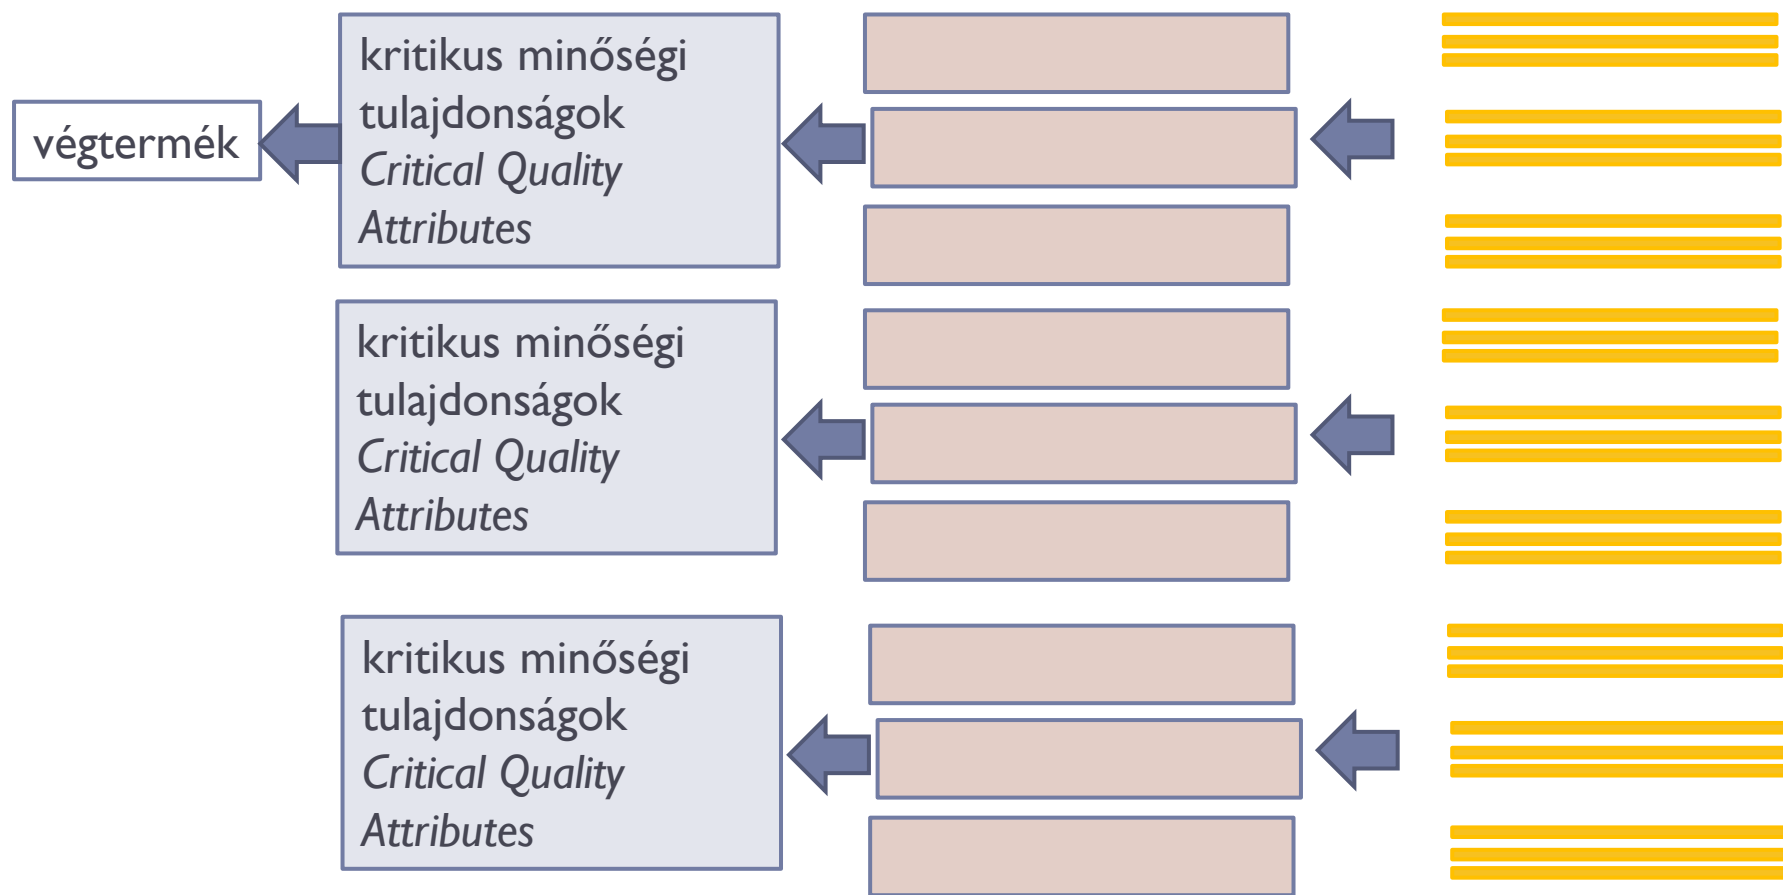 végtermék
kritikus minőségi
tulajdonságok
Critical Quality
Attributes
kritikus minőségi
tulajdonságok
Critical Quality
Attributes
kritikus minőségi
tulajdonságok
Critical Quality
Attributes